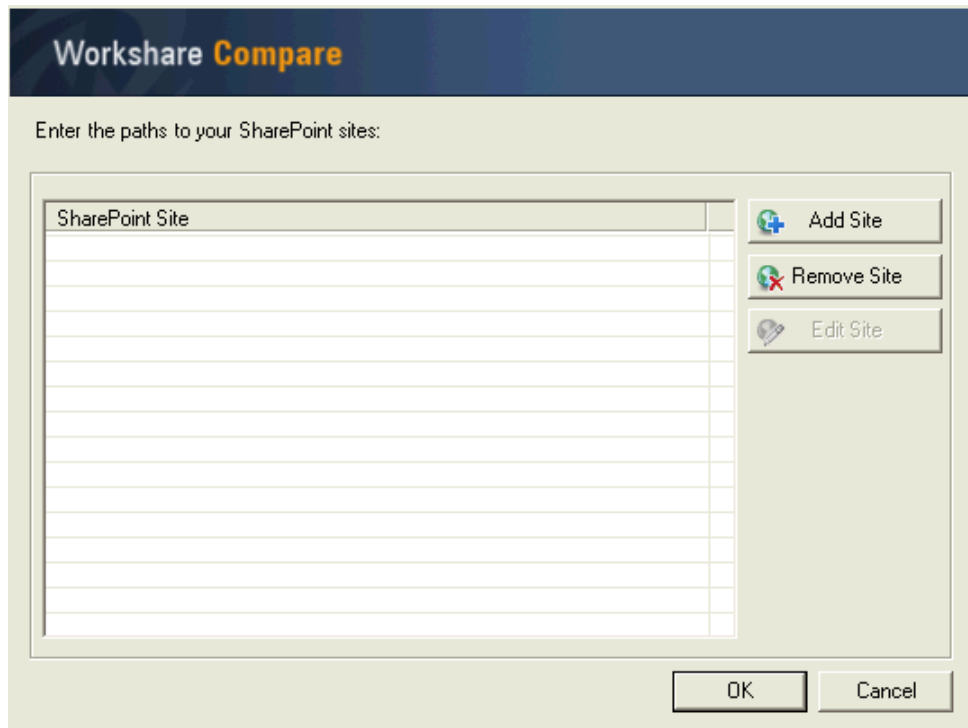 Workshare Compare
Enter the paths to your SharePoint sites:
SharePoint Site
Add Site
Remove Site
Edit Site
OK
Cancel